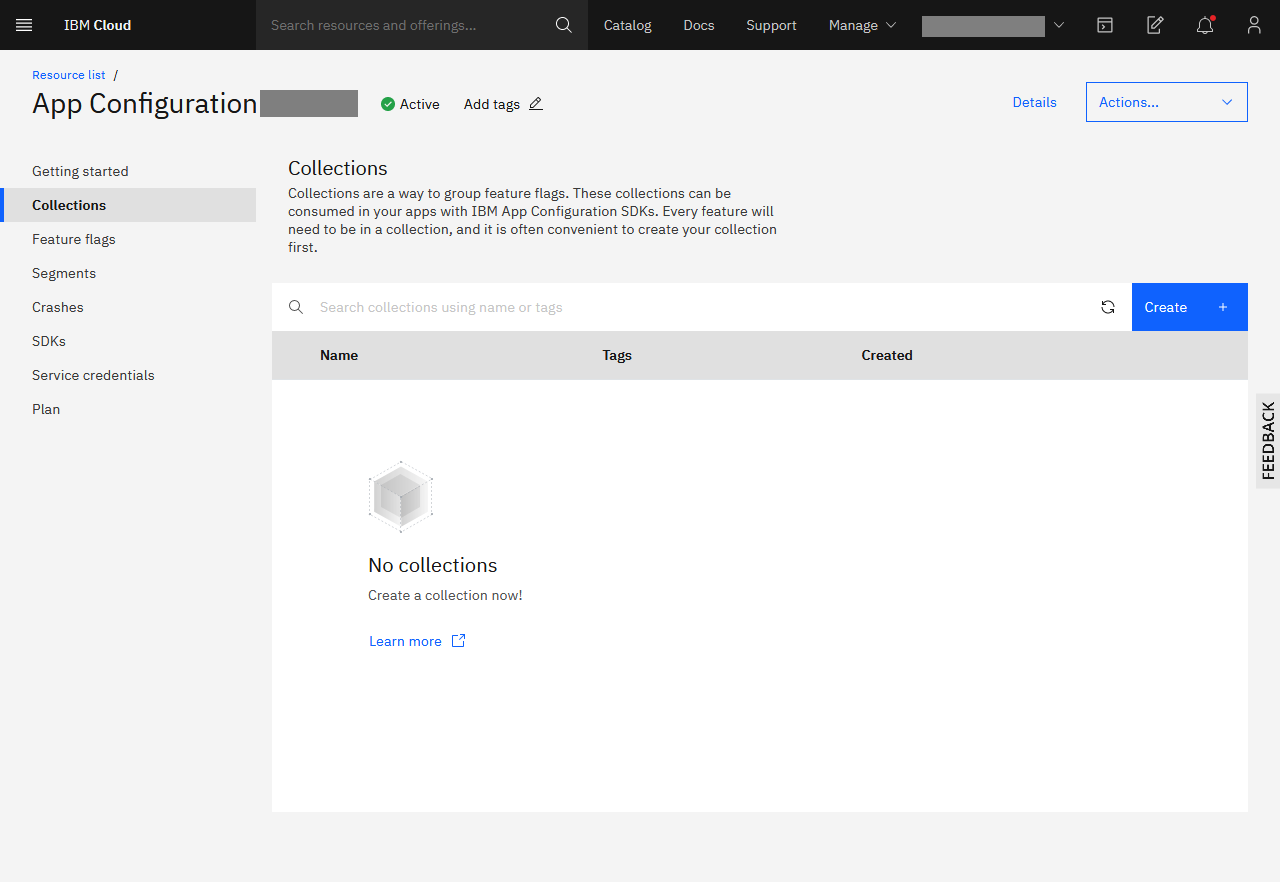 IBM Cloud
Search resources and offerings...
Catalog
Docs
Support
Manage
Resource list /
App Configuration
Active
Add tags
Details
Actions...
Getting started
Collections
Feature flags
Segments
Crashes
SDKs
Service credentials
Plan
Collections
Collections are a way to group feature flags. These collections can be
consumed in your apps with IBM App Configuration SDKs. Every feature will
need to be in a collection, and it is often convenient to create your collection
first.
Search collections using name or tags
Create +
Name Tags Created
No collections
Create a collection now!
Learn more
FEEDBACK